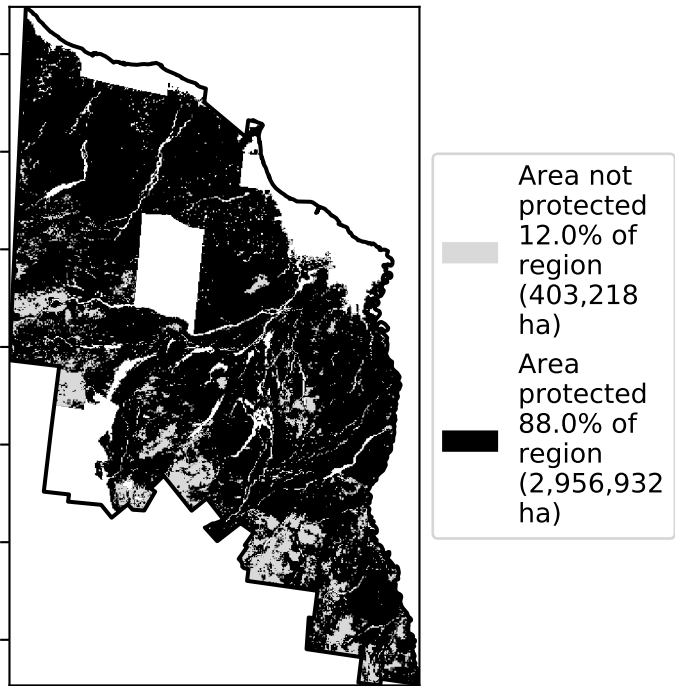 Area not
protected
12.0% of
region
(403,218
ha)
Area
protected
88.0% of
region
(2,956,932
ha)